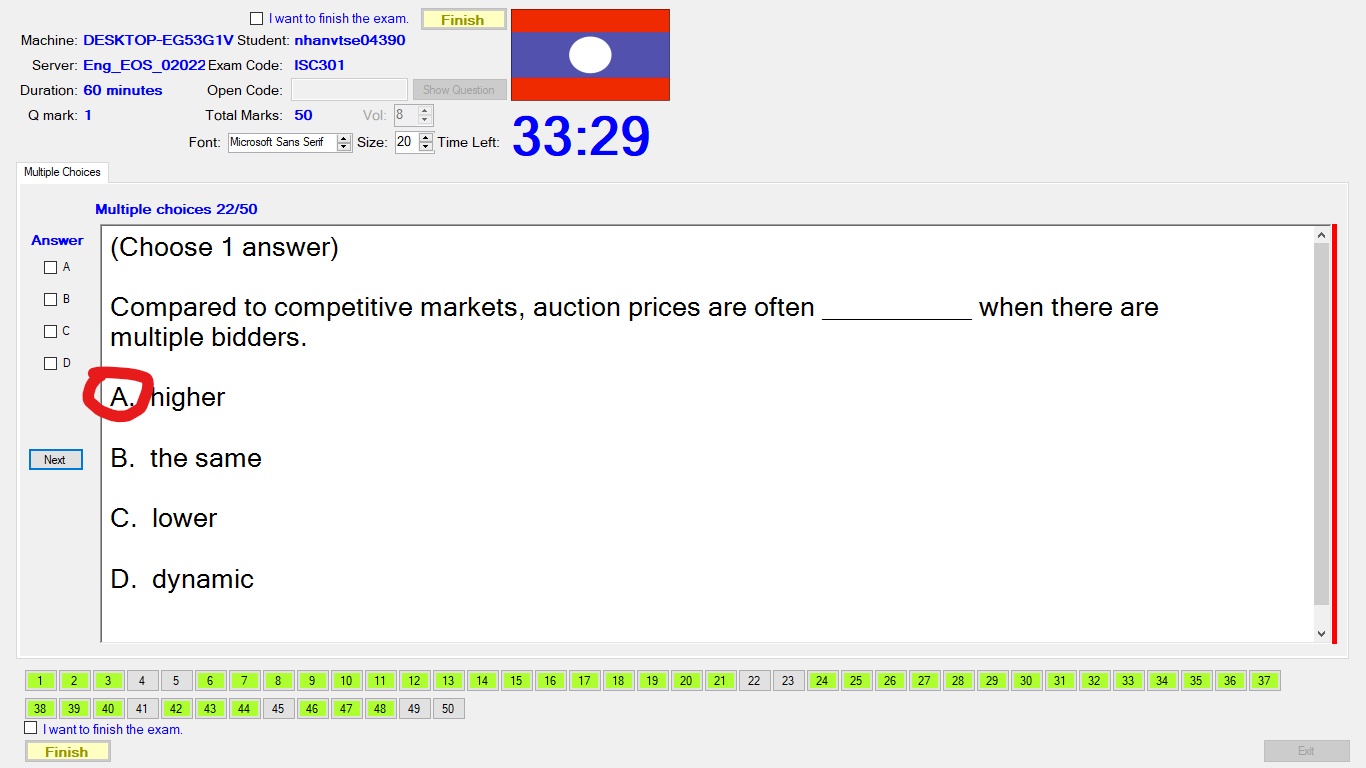 I want to finish the exam. Finish
Machine: DESKTOP-EG53G1V Student: nhanvtse04390
Server: Eng_EOS_02022 Exam Code: ISC301
Duration: 60 minutes Open Code: Show Question
Q mark: 1 Total Marks: 50 Vol: 8
Font: Microsoft Sans Serif Size: 20 Time Left: 33:29
Multiple Choices
Multiple choices 22/50
Answer
A
B
C
D
Next
(Choose 1 answer)
Compared to competitive markets, auction prices are often ___________ when there are
multiple bidders.
A. higher
B. the same
C. lower
D. dynamic
1 2 3 4 5 6 7 8 9 10 11 12 13 14 15 16 17 18 19 20 21 22 23 24 25 26 27 28 29 30 31 32 33 34 35 36 37
38 39 40 41 42 43 44 45 46 47 48 49 50
I want to finish the exam.
Finish
Exit